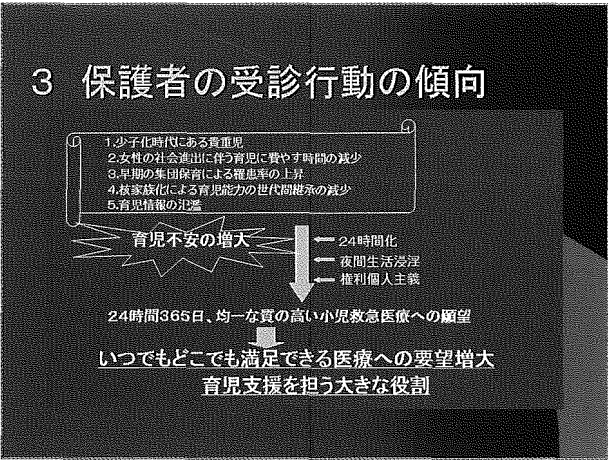 3 保護者の受診行動の傾向
1.少子化時代にある貴重児
2.女性の社会進出に伴う育児に費やす時間の減少
3.早期の集団保育による罹患率の上昇
4.核家族化による育児能力の世代間継承の減少
5.育児情報の氾濫
育児不安の増大
24時間化
夜間生活浸淫
権利個人主義
24時間365日、均一な質の高い小児救急医療への願望
いつでもどこでも満足できる医療への要望増大
育児支援を担う大きな役割